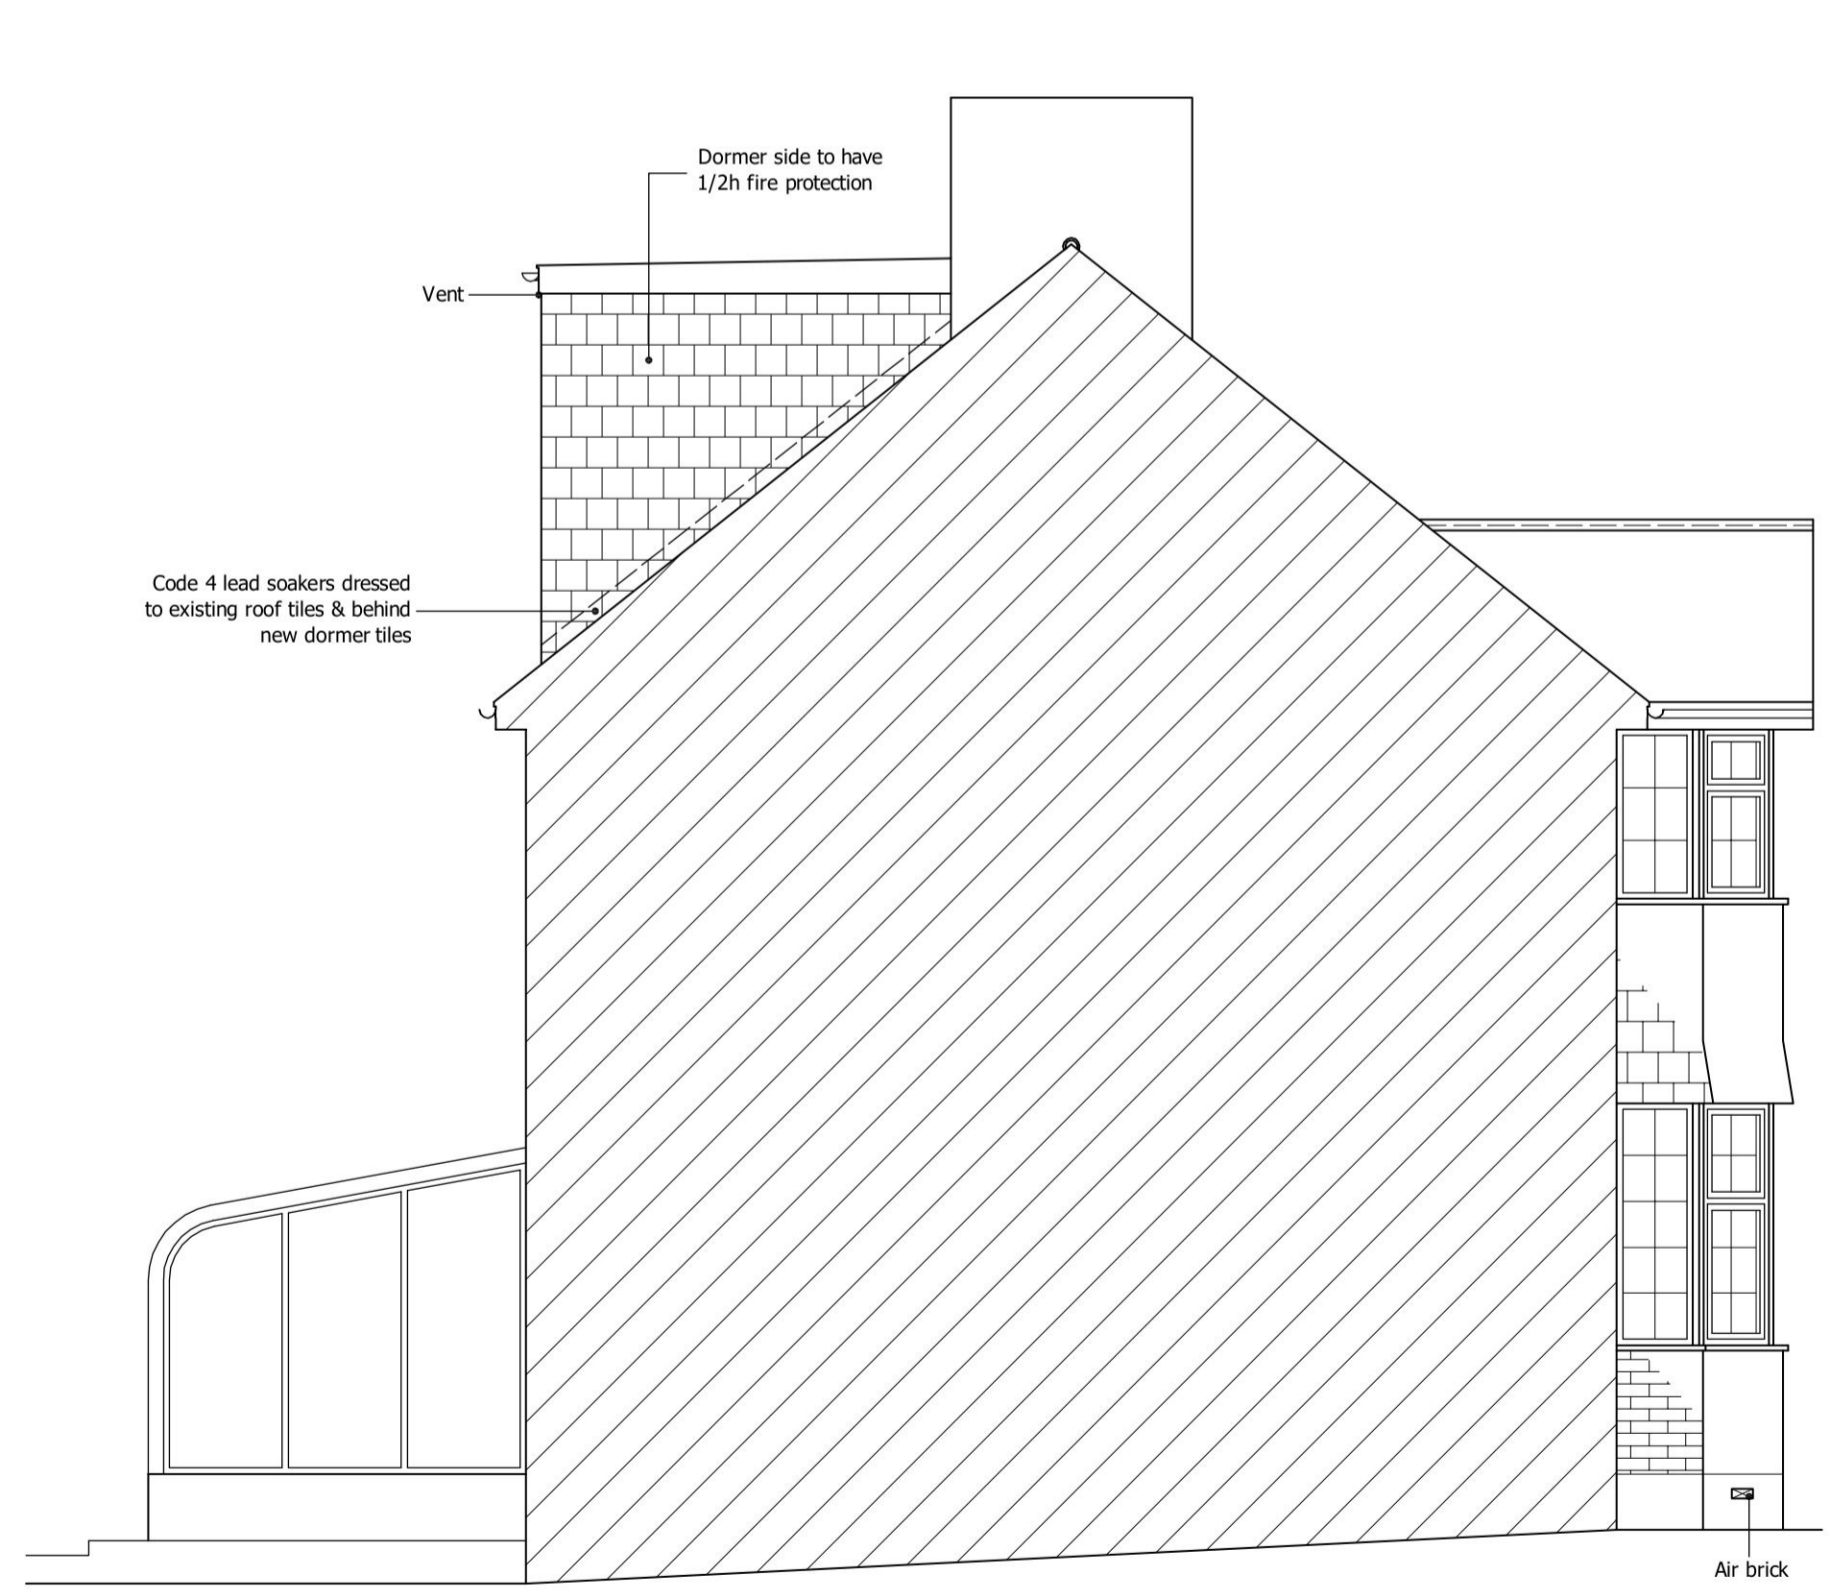 Dormer side to have
1/2h fire protection
Vent
Code 4 lead soakers dressed
to existing roof tiles & behind
new dormer tiles
Air brick